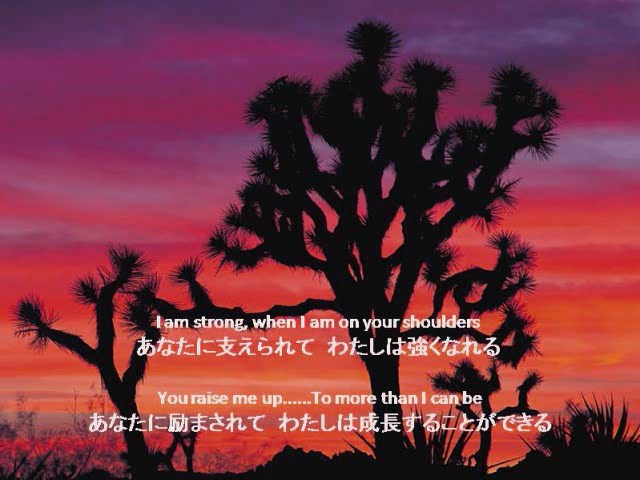 I am strong, when I am on your shoulders
あなたに支えられて　わたしは強くなれる
You raise me up......To more than I can be
あなたに励まされて　わたしは成長することができる